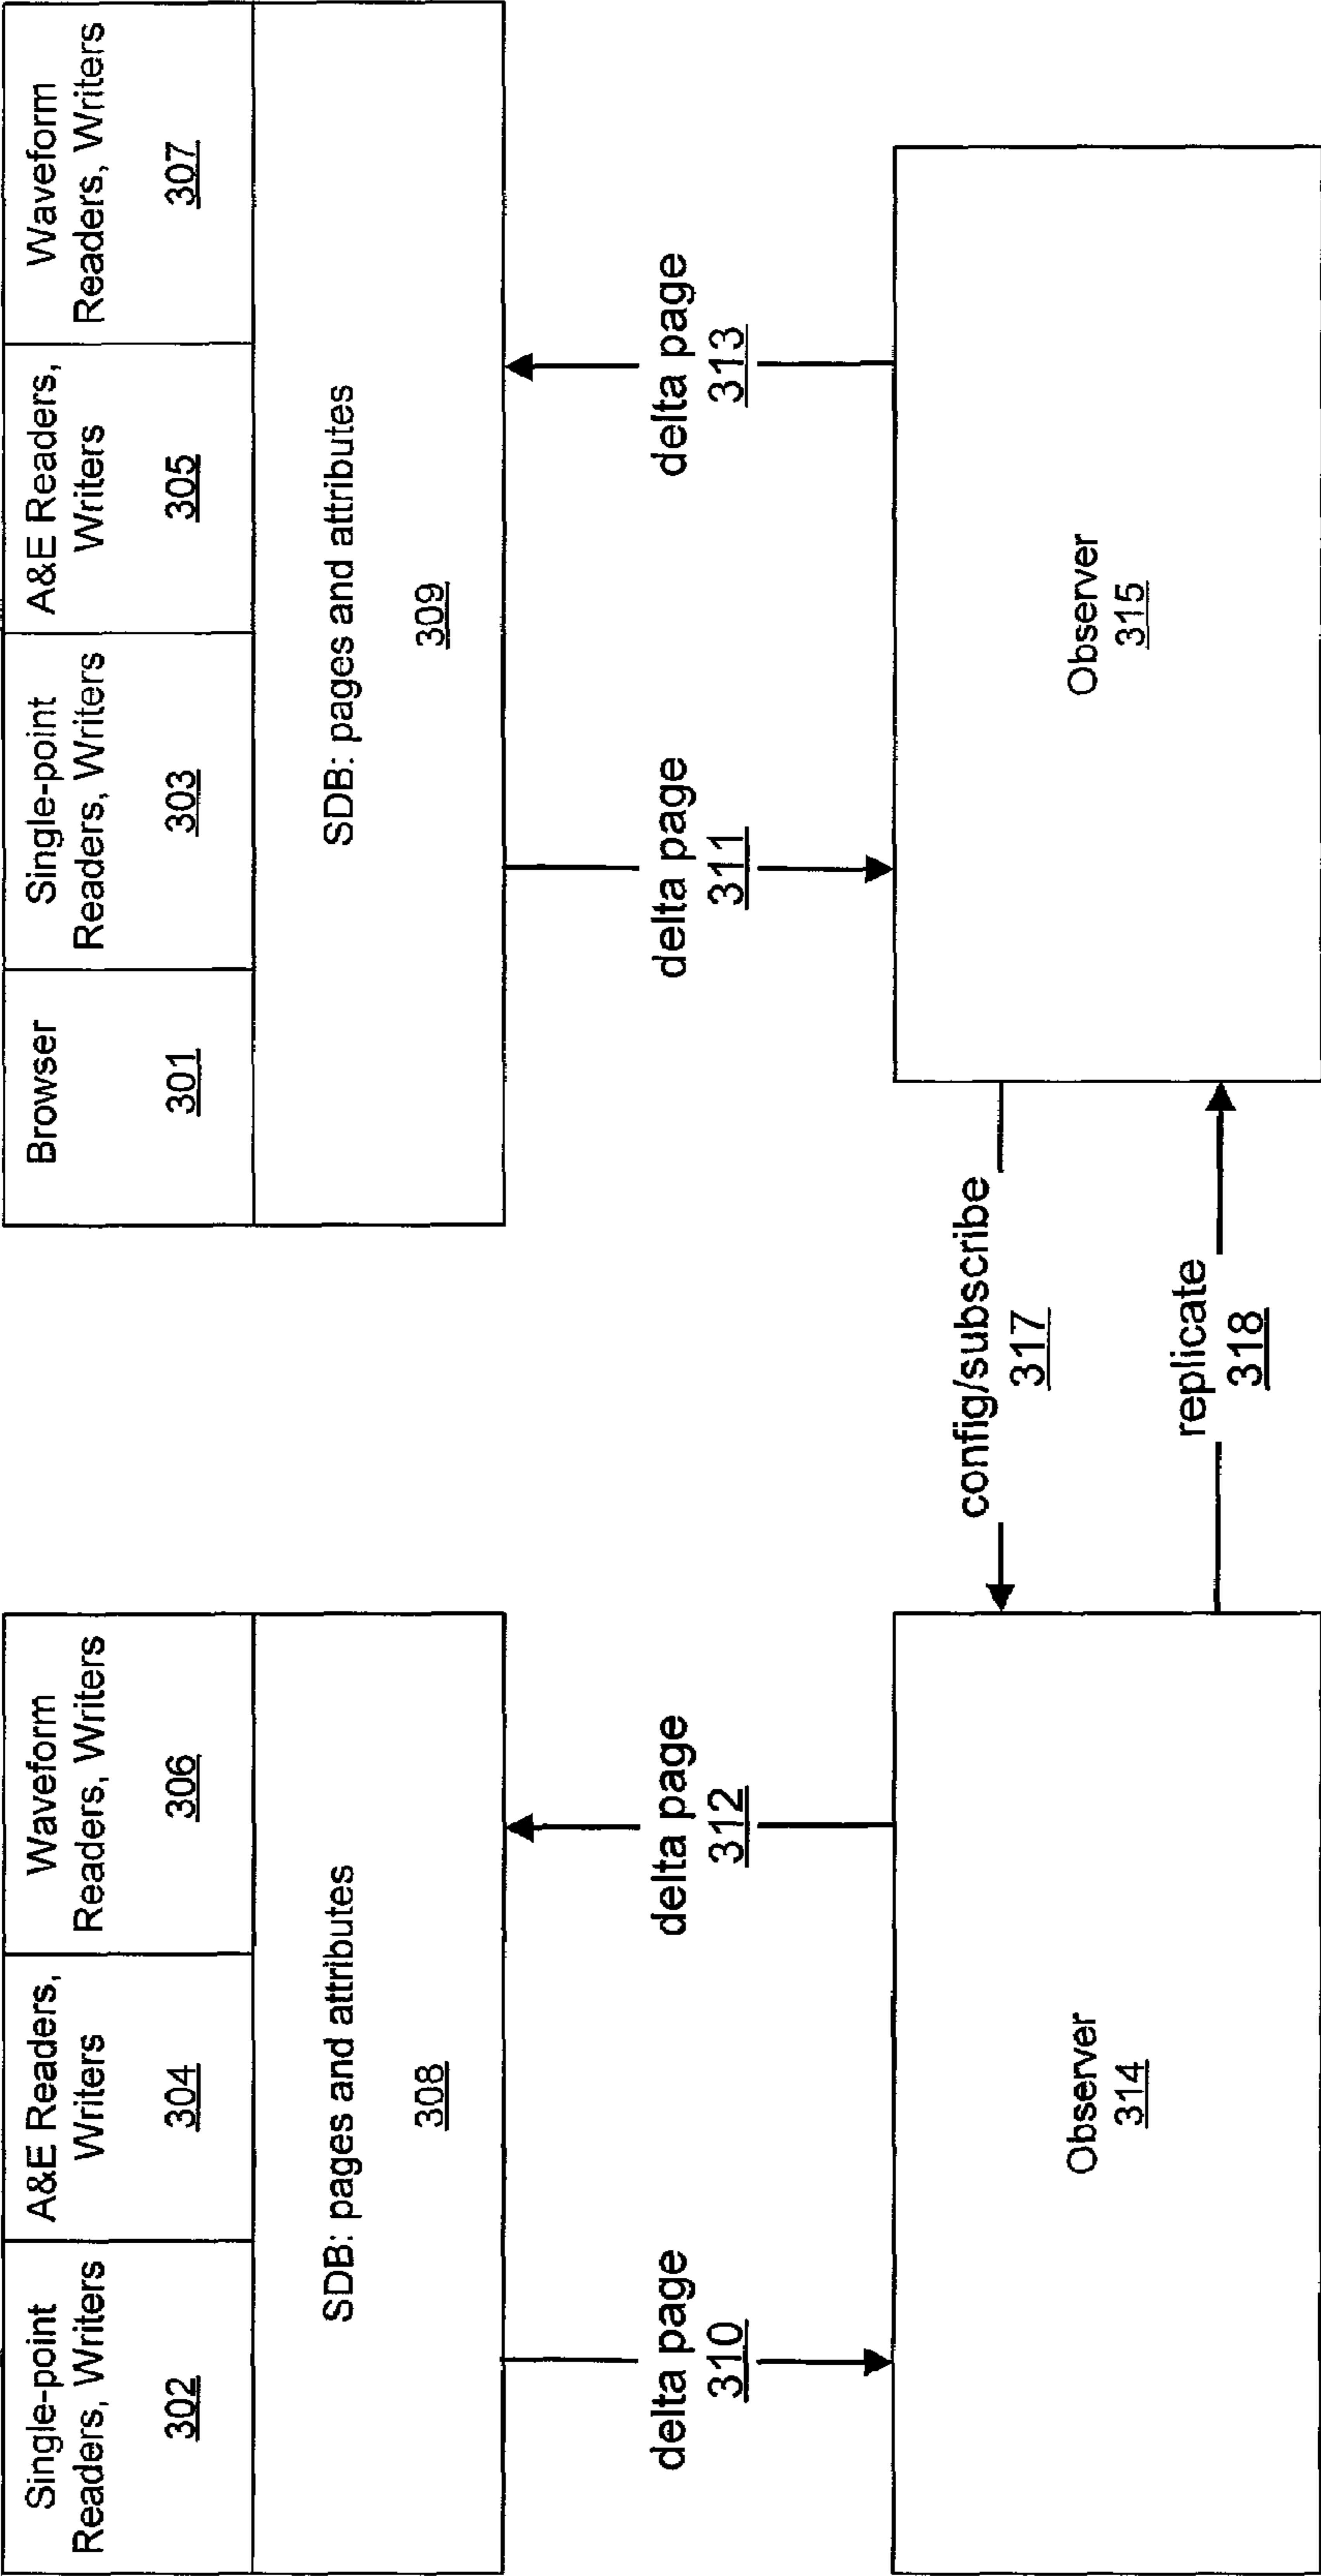 Single-point
Readers, Writers
302
A&E Readers,
Writers
304
Waveform
Readers, Writers
306
SDB: pages and attributes
308
delta page
310
delta page
312
Observer
314
Browser
301
Single-point
Readers, Writers
303
A&E Readers,
Writers
305
Waveform
Readers, Writers
307
SDB: pages and attributes
309
delta page
311
delta page
313
Observer
315
config/subscribe
317
replicate
318